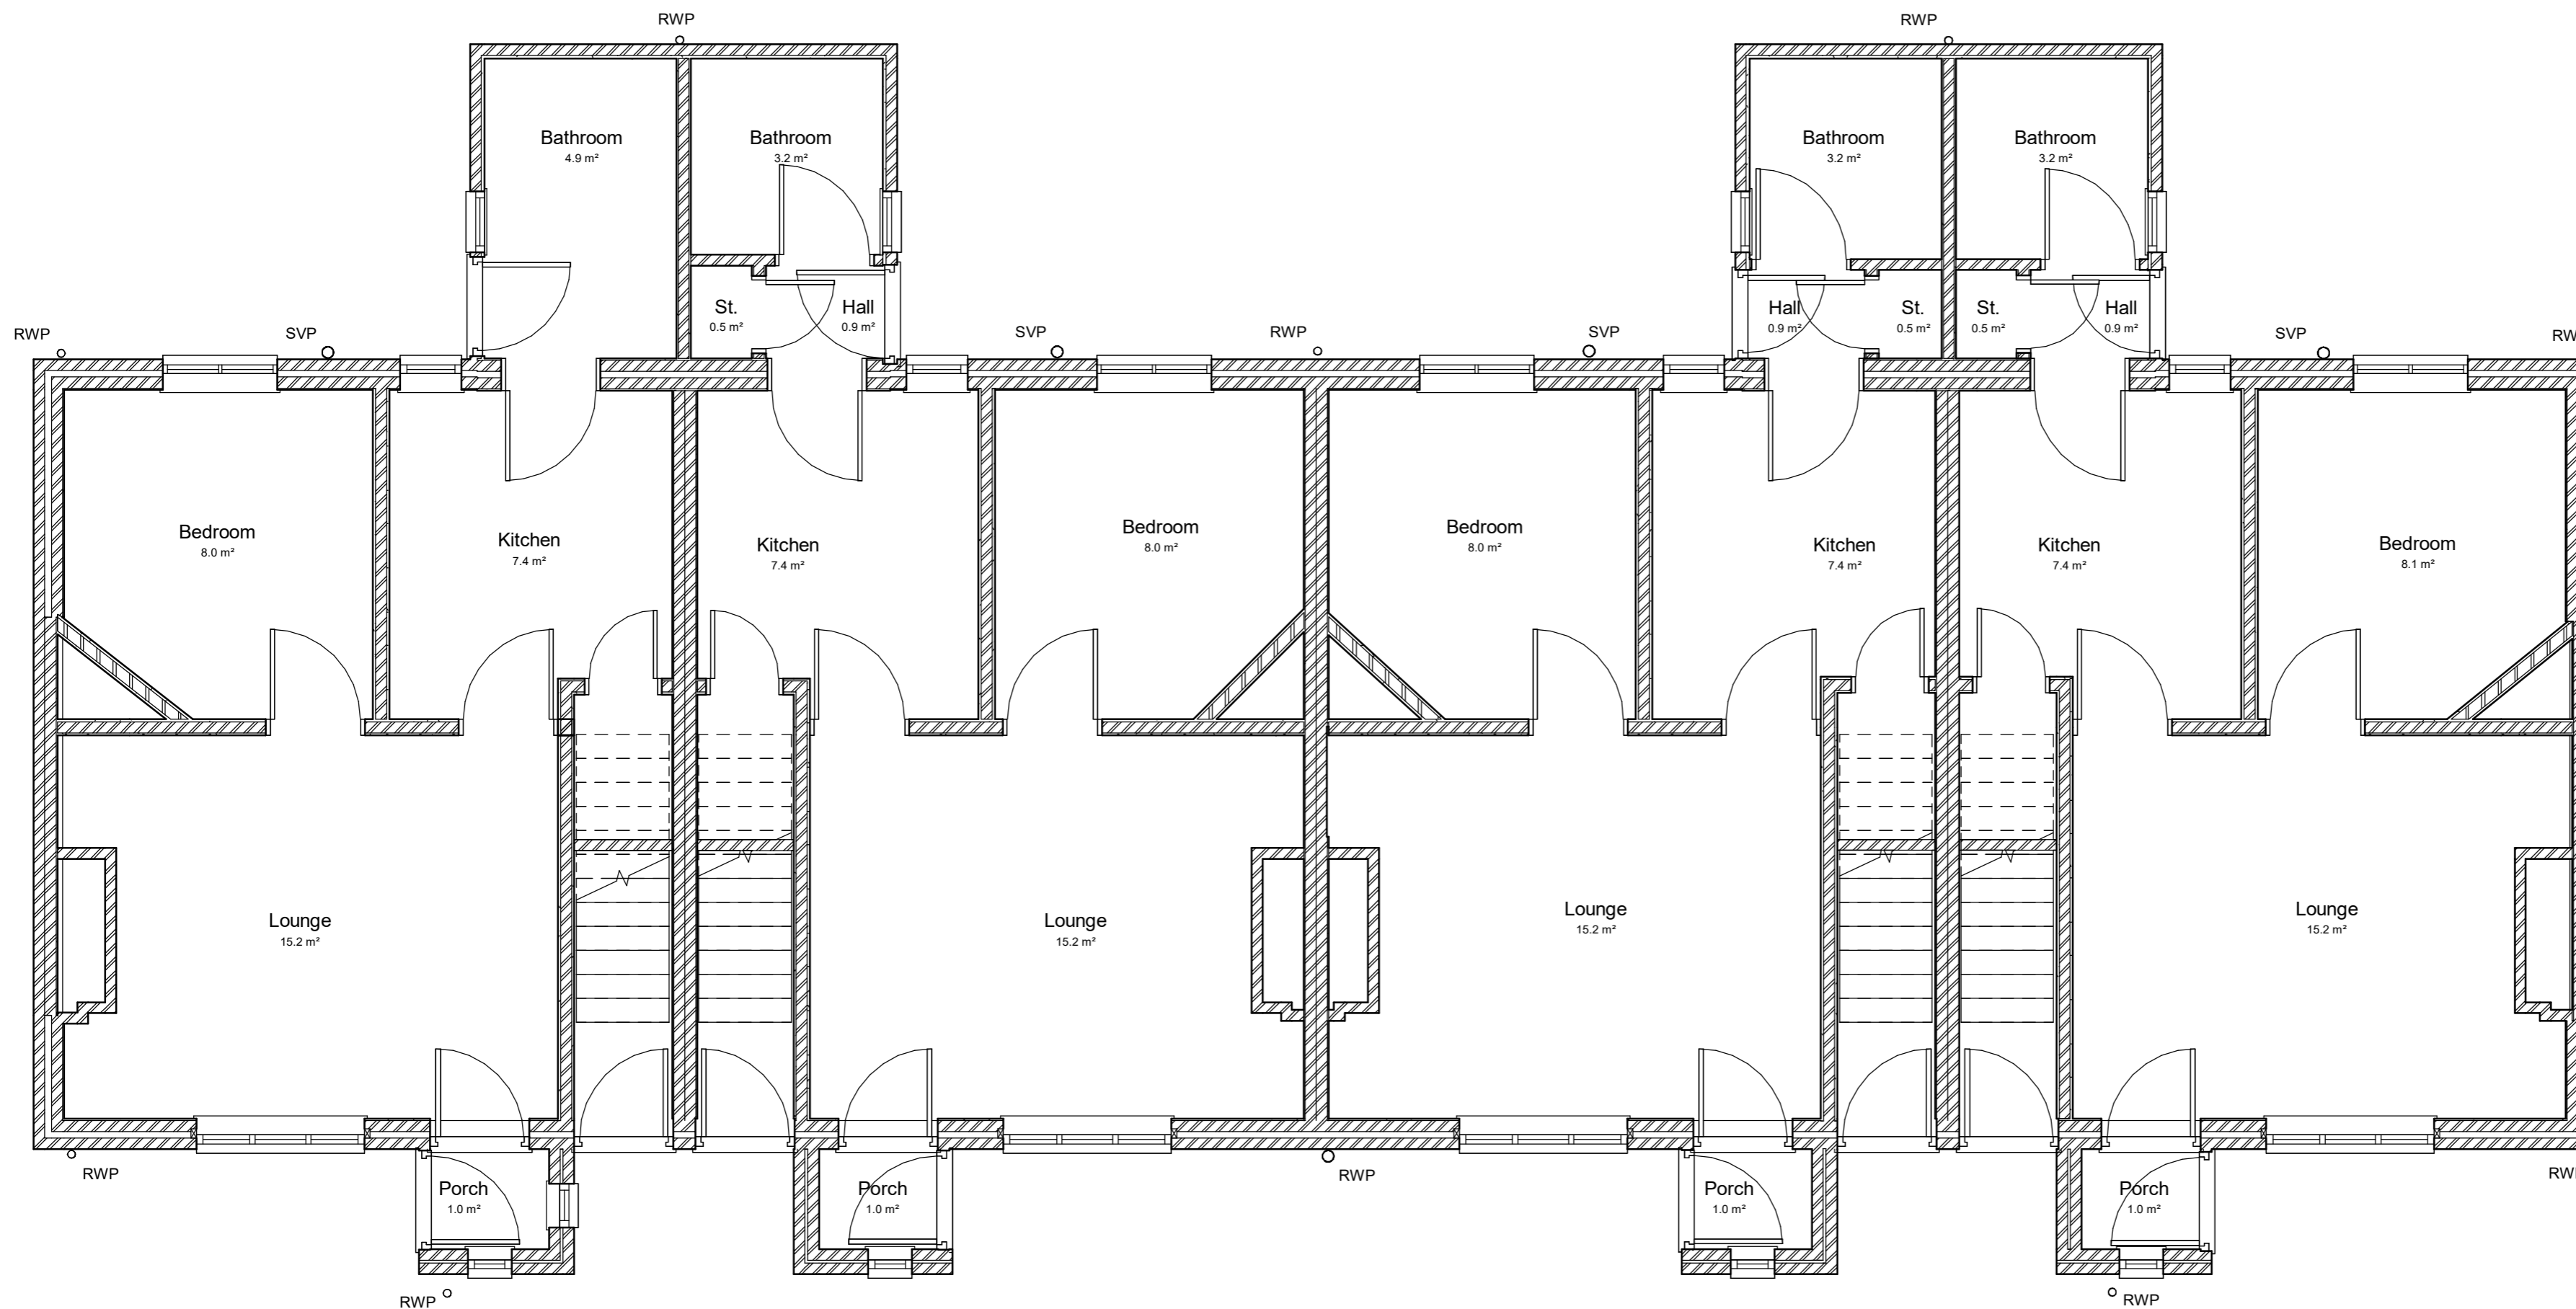 RWP
RWP
Bathroom
4.9 m²
Bathroom
3.2 m²
Bathroom
3.2 m²
Bathroom
3.2 m²
St.
0.5 m²
Hall
0.9 m²
Hall
0.9 m²
St.
0.5 m²
St.
0.5 m²
Hall
0.9 m²
RWP
SVP
SVP
RWP
SVP
SVP
RW
Bedroom
8.0 m²
Kitchen
7.4 m²
Kitchen
7.4 m²
Bedroom
8.0 m²
Bedroom
8.0 m²
Kitchen
7.4 m²
Kitchen
7.4 m²
Bedroom
8.1 m²
Lounge
15.2 m²
Lounge
15.2 m²
Lounge
15.2 m²
Lounge
15.2 m²
RWP
RWP
RW
Porch
1.0 m²
Porch
1.0 m²
Porch
1.0 m²
Porch
1.0 m²
RWP
RWP